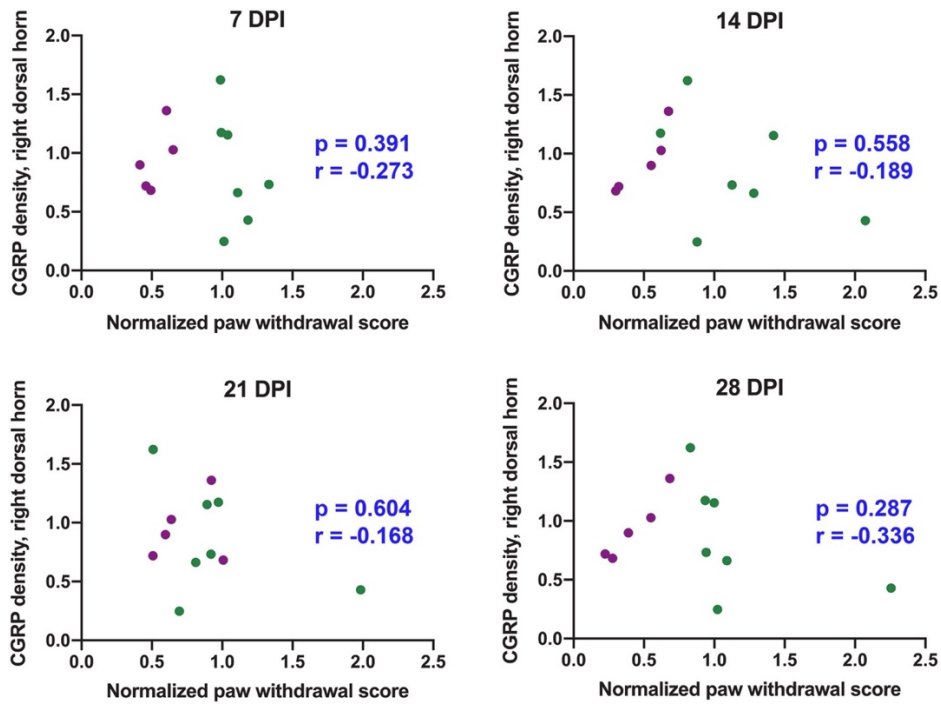 7 DPI
CGRP density, right dorsal horn
2.0
1.5
1.0
0.5
0.0
p = 0.391
r = -0.273
0.0 0.5 1.0 1.5 2.0 2.5
Normalized paw withdrawal score
14 DPI
CGRP density, right dorsal horn
2.0
1.5
1.0
0.5
0.0
p = 0.558
r = -0.189
0.0 0.5 1.0 1.5 2.0 2.5
Normalized paw withdrawal score
21 DPI
CGRP density, right dorsal horn
2.0
1.5
1.0
0.5
0.0
p = 0.604
r = -0.168
0.0 0.5 1.0 1.5 2.0 2.5
Normalized paw withdrawal score
28 DPI
CGRP density, right dorsal horn
2.0
1.5
1.0
0.5
0.0
p = 0.287
r = -0.336
0.0 0.5 1.0 1.5 2.0 2.5
Normalized paw withdrawal score